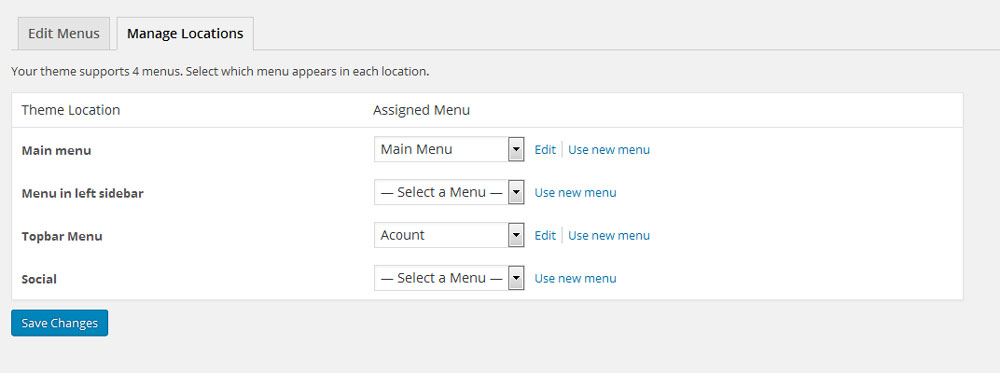 Edit Menus Manage Locations
Your theme supports 4 menus. Select which menu appears in each location.
Theme Location Assigned Menu
Main menu Main Menu Edit Use new menu
Menu in left sidebar — Select a Menu — Use new menu
Topbar Menu Acount Edit Use new menu
Social — Select a Menu — Use new menu
Save Changes